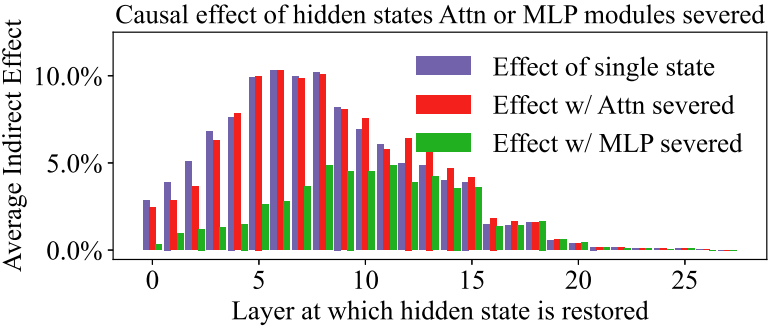 Causal effect of hidden states Attn or MLP modules severed
Average Indirect Effect
10.0%
5.0%
0.0%
Effect of single state
Effect w/ Attn severed
Effect w/ MLP severed
0 5 10 15 20 25
Layer at which hidden state is restored